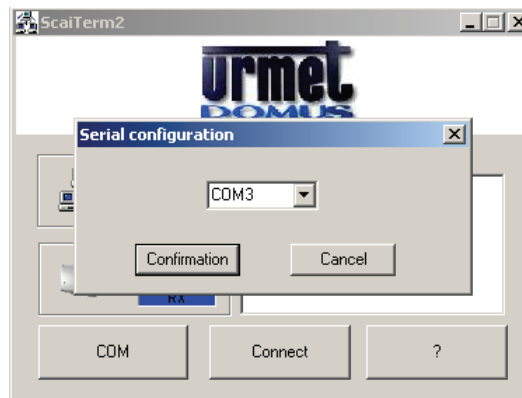 ScaiTerm2
urmet
DOMUS
Serial configuration
COM3
Confirmation
Cancel
RX
COM
Connect
?